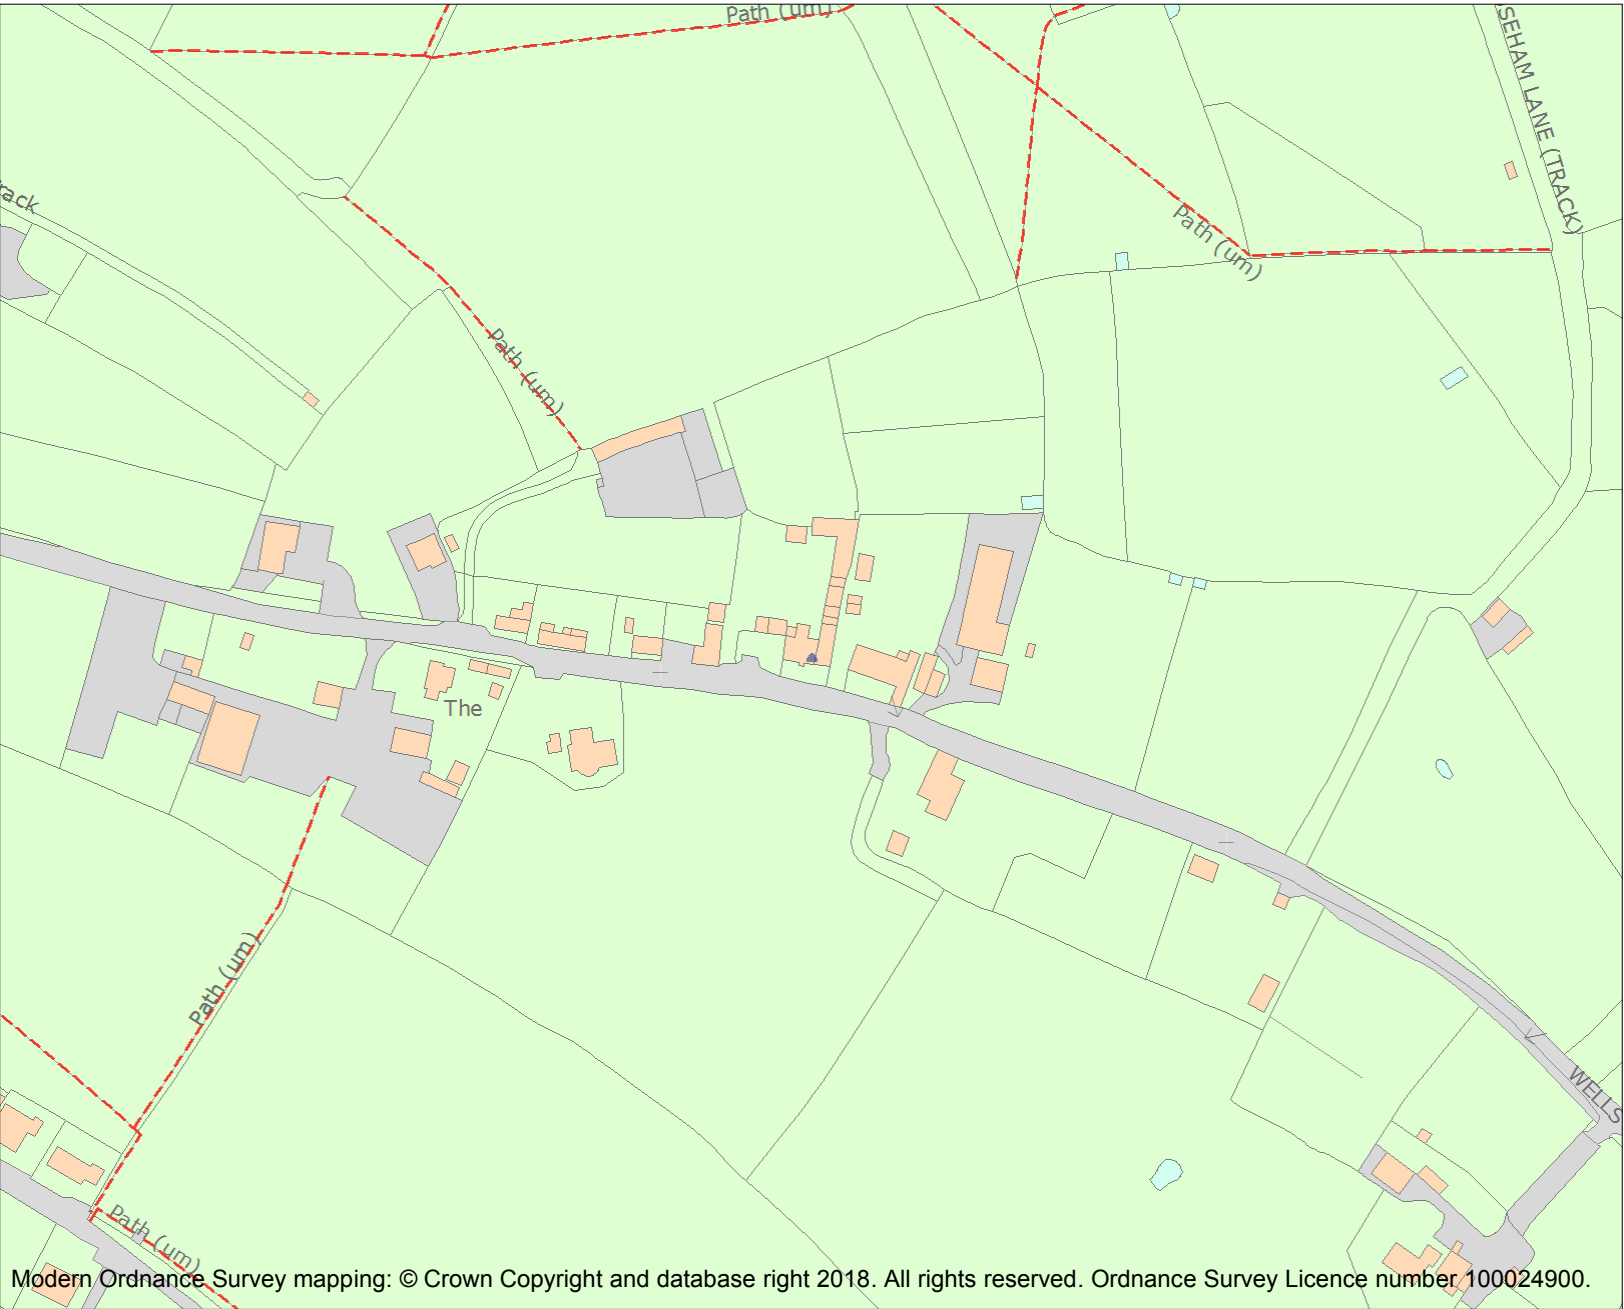 Path (um)
SEHAM LANE (TRACK)
rack
Path (um)
Path (um)
The
Path (um)
WELLS
Path (um)
Modern Ordnance Survey mapping: © Crown Copyright and database right 2018. All rights reserved. Ordnance Survey Licence number 100024900.